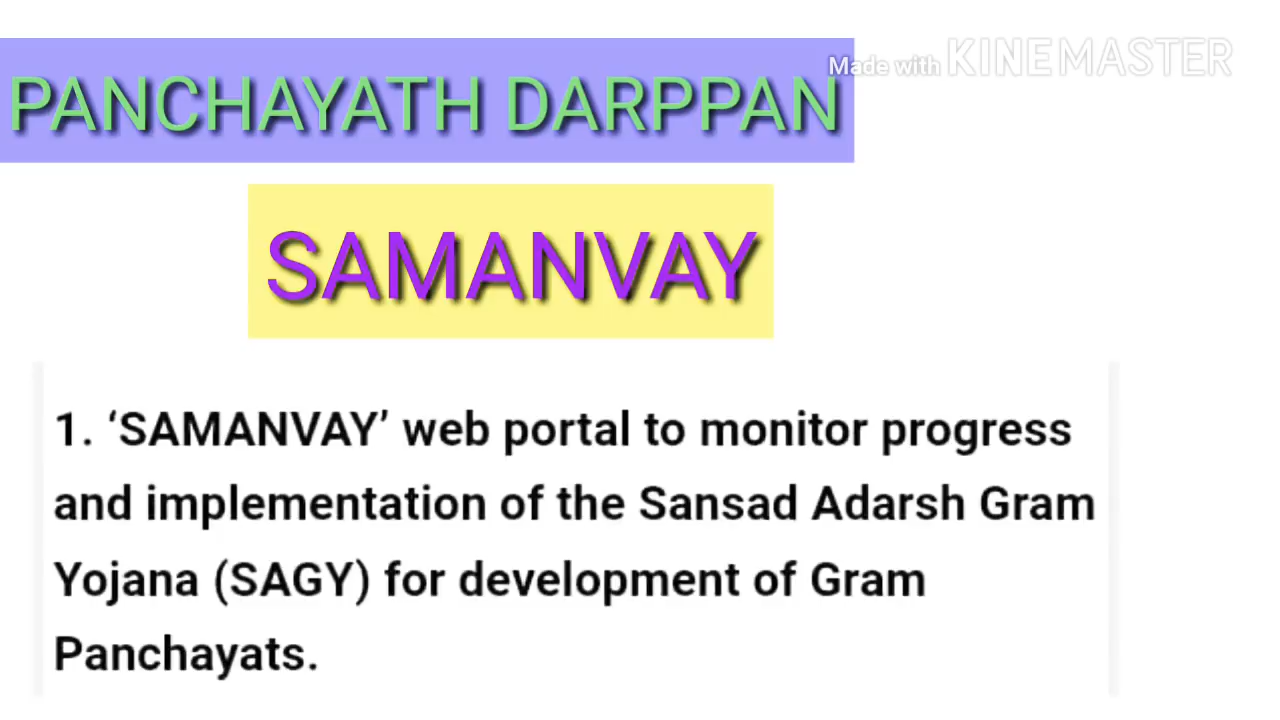 Made with KINEMASTER
PANCHAYATH DARPPAN
SAMANVAY
1. ‘SAMANVAY’ web portal to monitor progress
and implementation of the Sansad Adarsh Gram
Yojana (SAGY) for development of Gram
Panchayats.